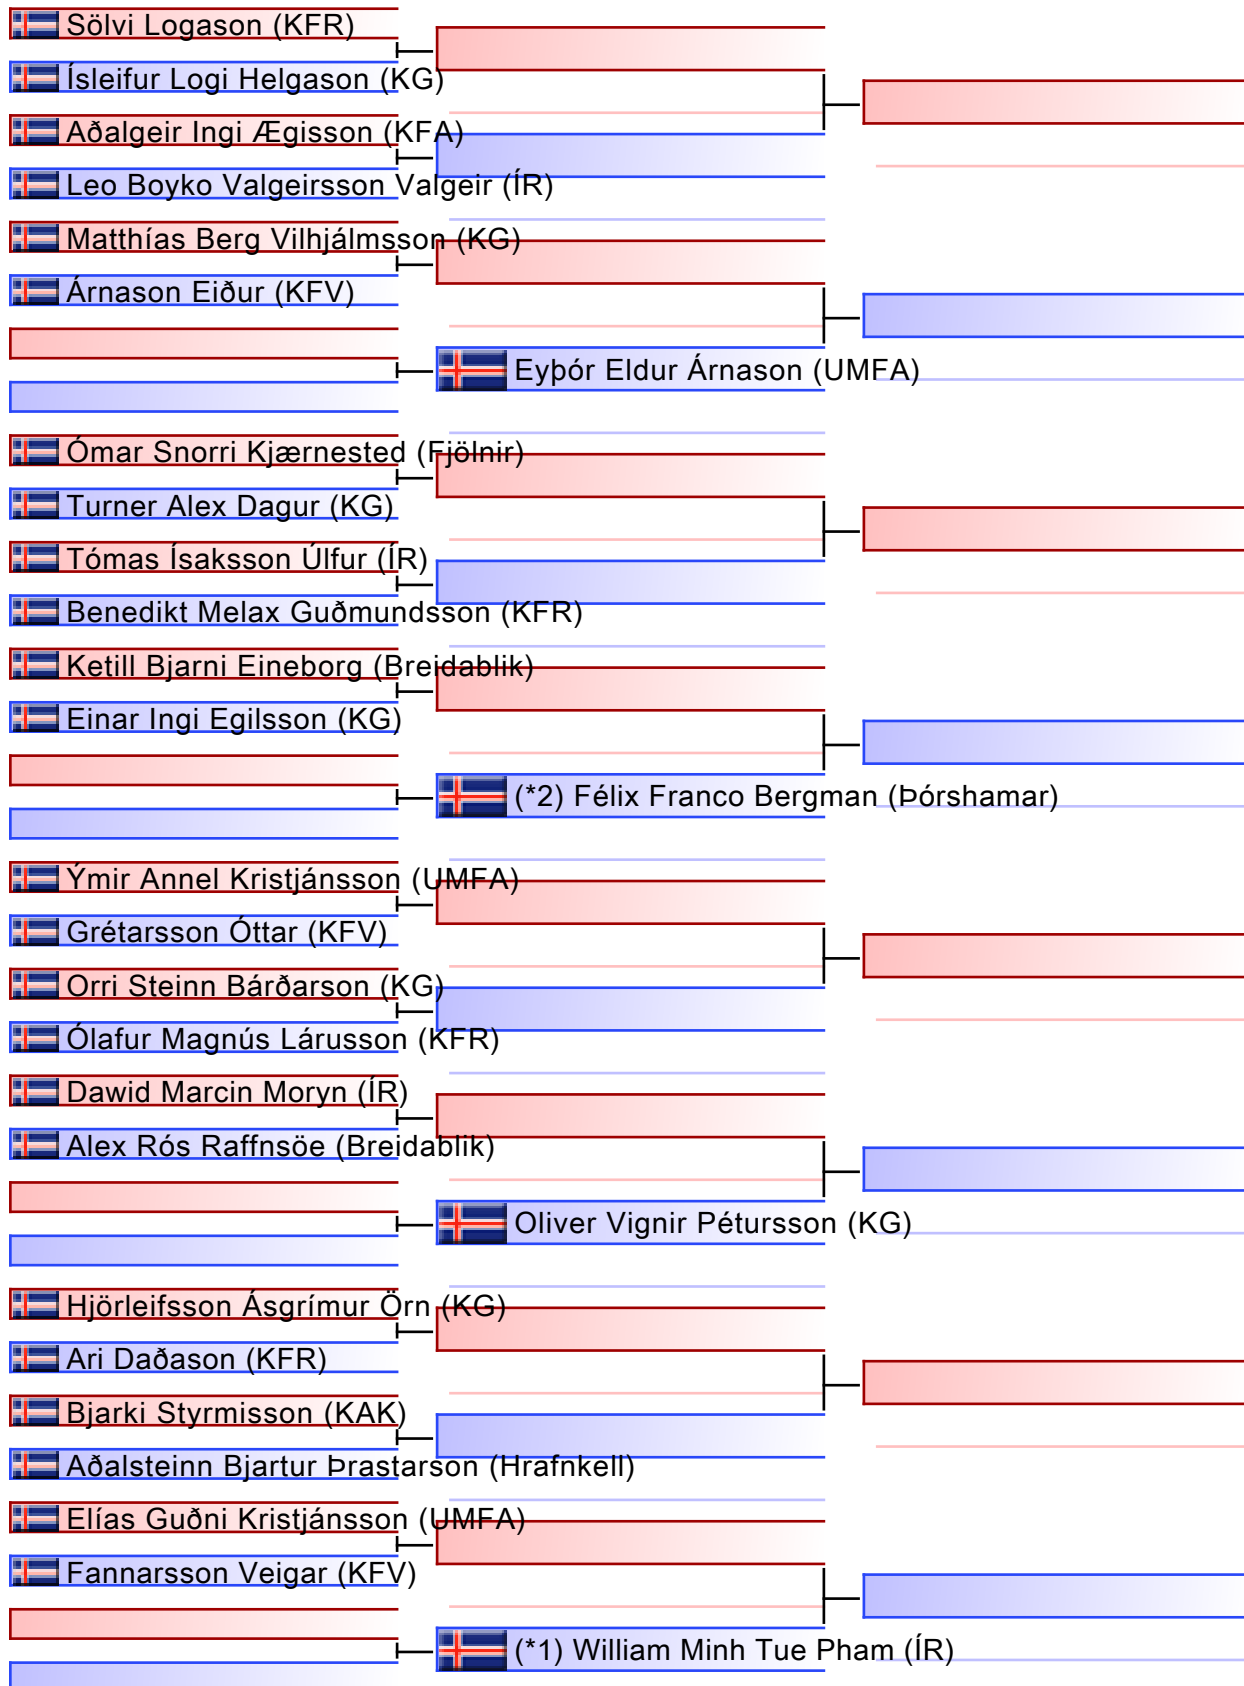 Sölvi Logason (KFR)
Ísleifur Logi Helgason (KG)
Aðalgeir Ingi Ægisson (KFA)
Leo Boyko Valgeirsson Valgeir (ÍR)
Matthías Berg Vilhjálmsson (KG)
Árnason Eiður (KFV)
Eyþór Eldur Árnason (UMFA)
Ómar Snorri Kjærnested (Fjölnir)
Turner Alex Dagur (KG)
Tómas Ísaksson Úlfur (ÍR)
Benedikt Melax Guðmundsson (KFR)
Ketill Bjarni Eineborg (Breidablik)
Einar Ingi Egilsson (KG)
(*2) Félix Franco Bergman (Þórshamar)
Ýmir Annel Kristjánsson (UMFA)
Grétarsson Óttar (KFV)
Orri Steinn Bárðarson (KG)
Ólafur Magnús Lárusson (KFR)
Dawid Marcin Moryn (ÍR)
Alex Rós Raffnsöe (Breidablik)
Oliver Vignir Pétursson (KG)
Hjörleifsson Ásgrímur Örn (KG)
Ari Daðason (KFR)
Bjarki Styrmisson (KAK)
Aðalsteinn Bjartur Þrastarson (Hrafnkell)
Elías Guðni Kristjánsson (UMFA)
Fannarsson Veigar (KFV)
(*1) William Minh Tue Pham (ÍR)